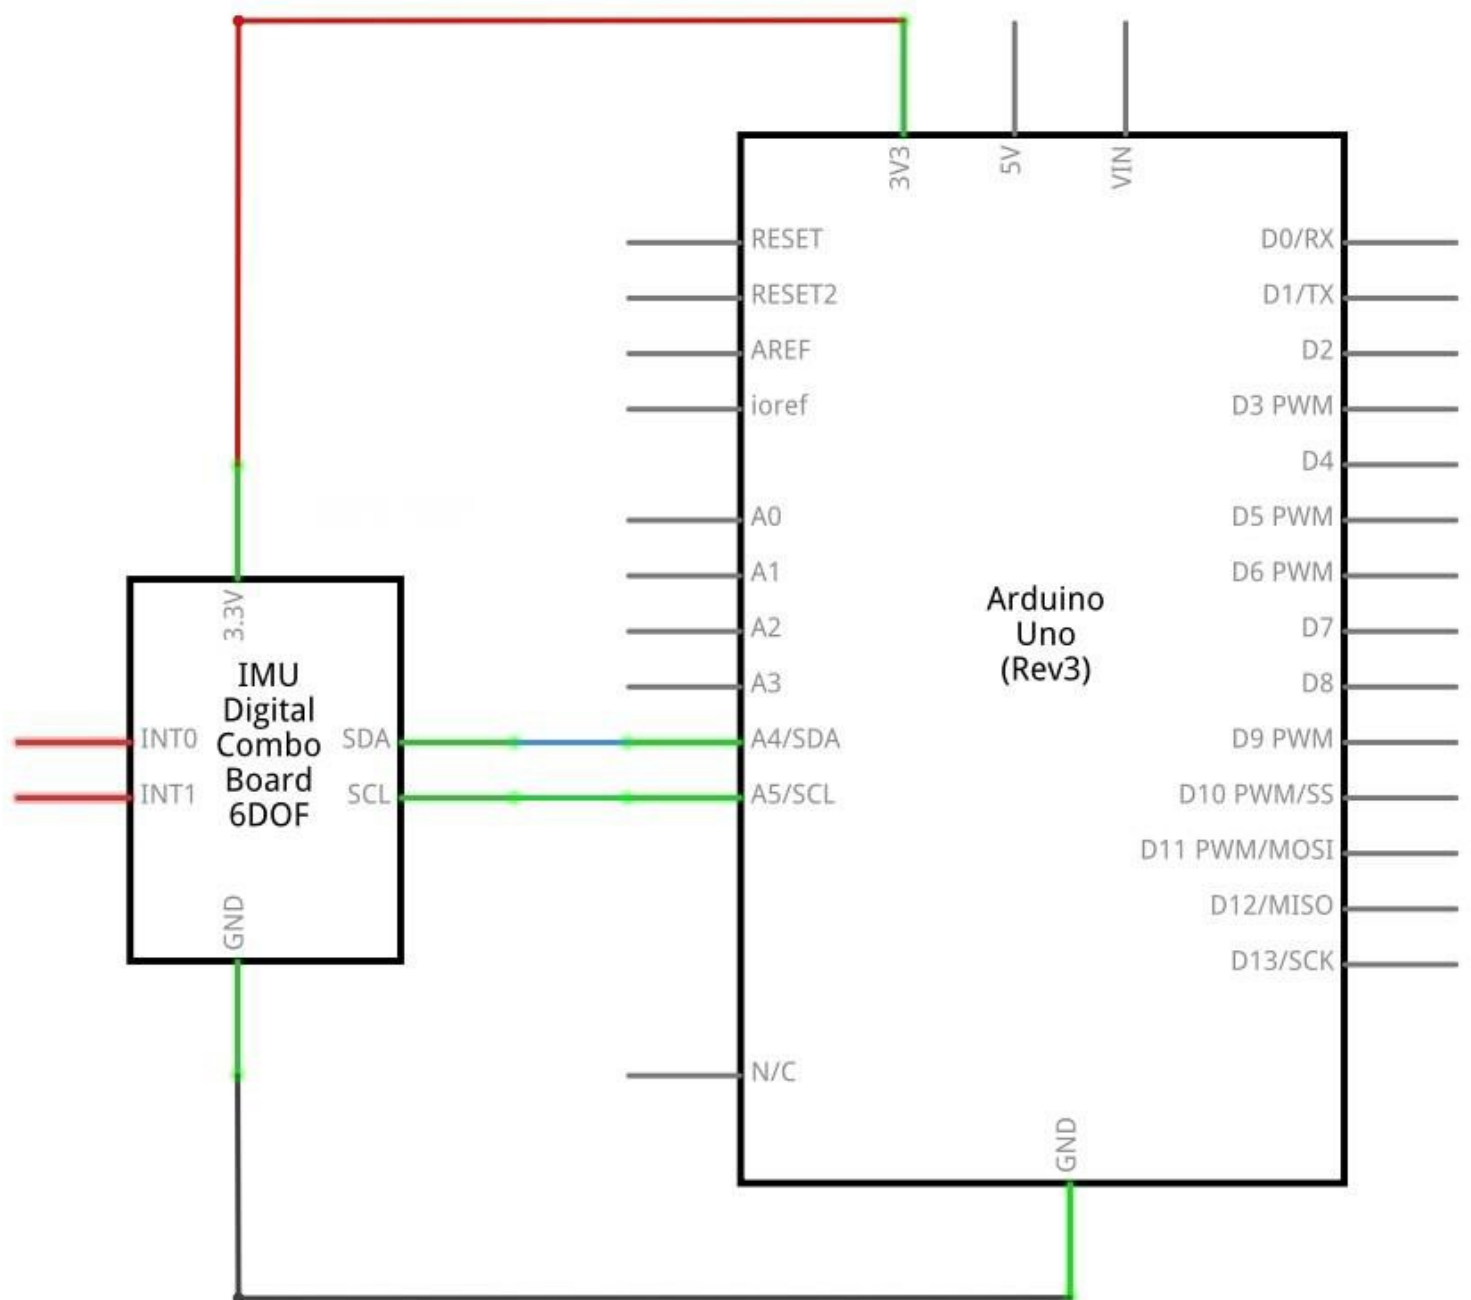 3V3
5V
VIN
RESET
RESET2
AREF
ioref
A0
A1
A2
A3
A4/SDA
A5/SCL
N/C
Arduino
Uno
(Rev3)
D0/RX
D1/TX
D2
D3 PWM
D4
D5 PWM
D6 PWM
D7
D8
D9 PWM
D10 PWM/SS
D11 PWM/MOSI
D12/MISO
D13/SCK
GND
3.3V
IMU
Digital
Combo
Board
6DOF
INT0
INT1
SDA
SCL
GND